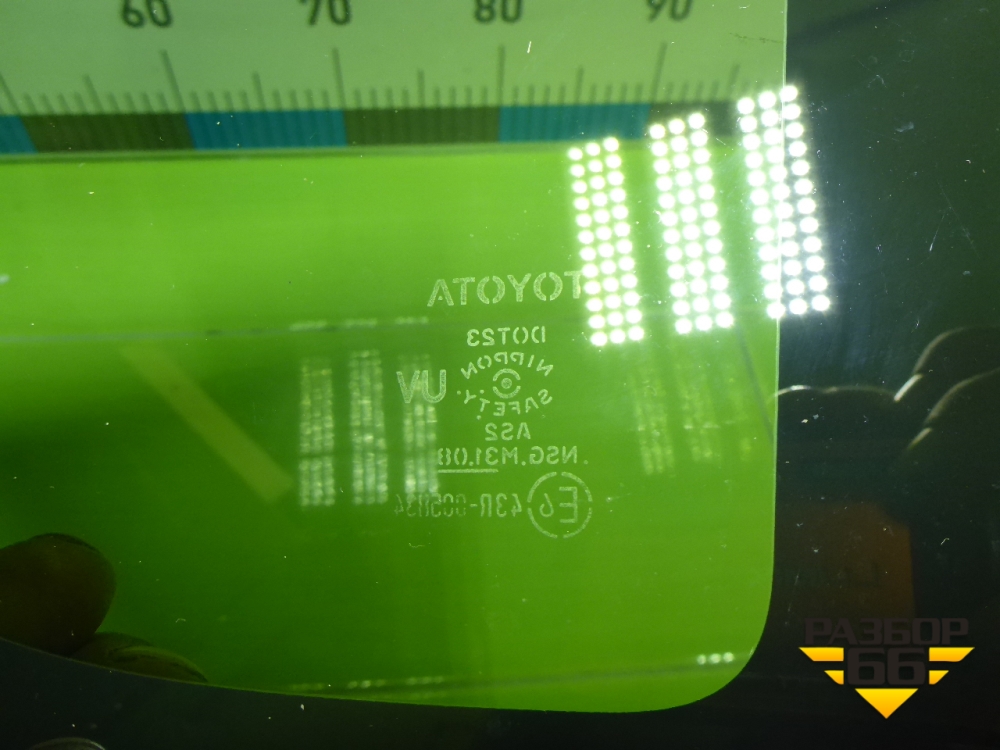 60 70 80 90
TOYOTA
DOT23
NIPPON
SAFETY.
UV
AS2
NSG.M31.08
E6 43R-005034
РАЗБОР
66